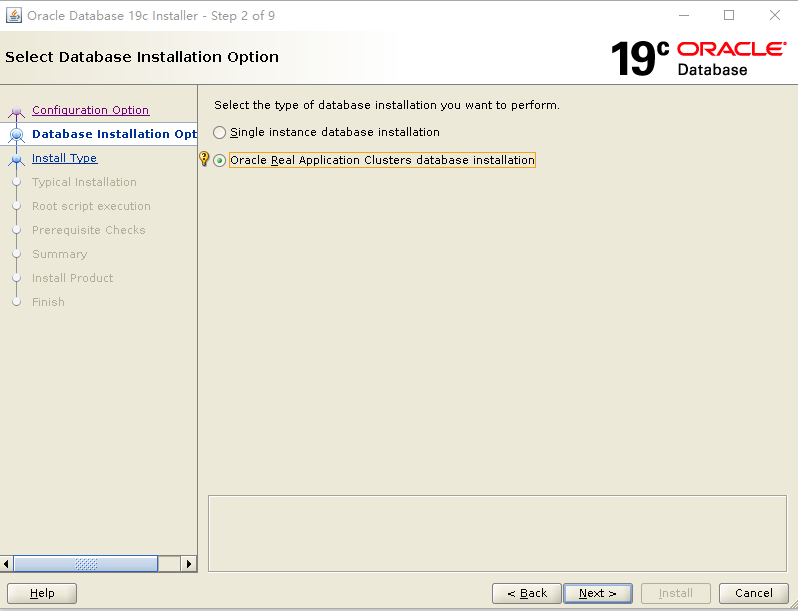 Oracle Database 19c Installer - Step 2 of 9
Select Database Installation Option
19c ORACLE
Database
Configuration Option
Database Installation Opt
Install Type
Typical Installation
Root script execution
Prerequisite Checks
Summary
Install Product
Finish
Select the type of database installation you want to perform.
Single instance database installation
Oracle Real Application Clusters database installation
Help
< Back
Next >
Install
Cancel